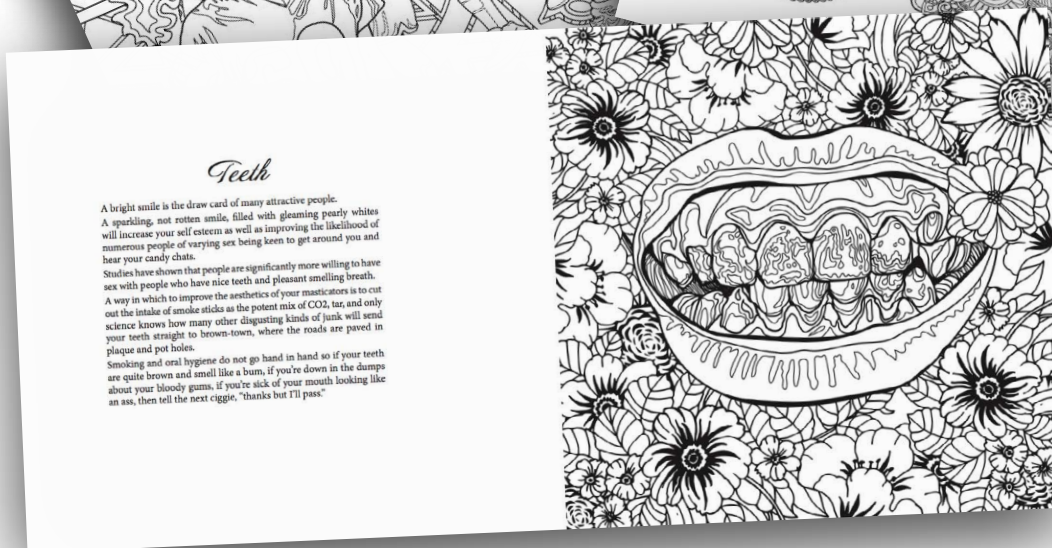 Teeth
A bright smile is the draw card of many attractive people.
A sparkling, not rotten smile, filled with gleaming pearly whites
will increase your self esteem as well as improving the likelihood of
numerous people of varying sex being keen to get around you and
hear your candy chats.
Studies have shown that people are significantly more willing to have
sex with people who have nice teeth and pleasant smelling breath.
A way in which to improve the aesthetics of your masticators is to cut
out the intake of smoke sticks as the potent mix of CO2, tar, and only
science knows how many other disgusting kinds of junk will send
your teeth straight to brown-town, where the roads are paved in
plaque and pot holes.
Smoking and oral hygiene do not go hand in hand so if your teeth
are quite brown and smell like a bum, if you're down in the dumps
about your bloody gums, if you're sick of your mouth looking like
an ass, then tell the next ciggie, "thanks but I'll pass."